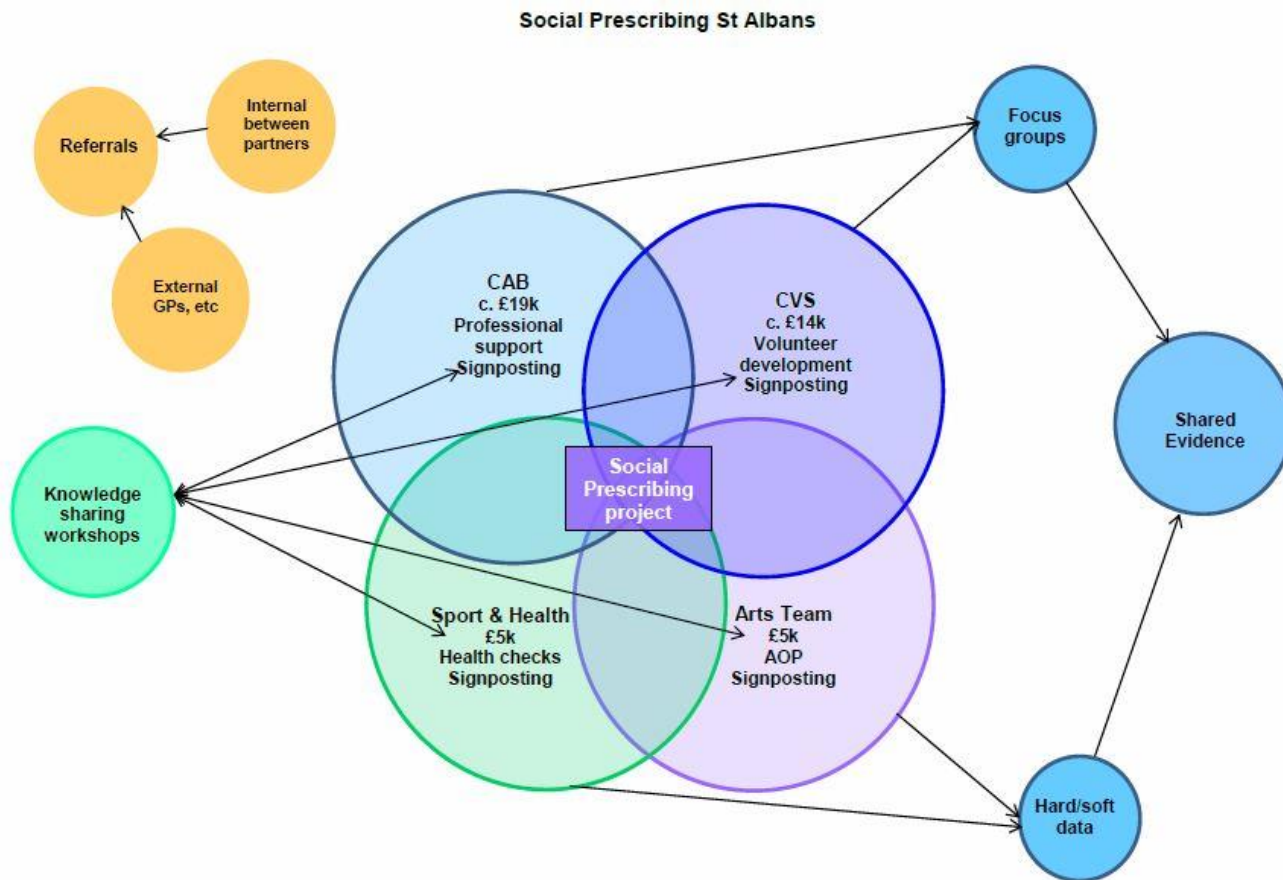 Social Prescribing St Albans
Referrals
Internal
between
partners
External
GPs, etc
Knowledge
sharing
workshops
CAB
c. £19k
Professional
support
Signposting
CVS
c. £14k
Volunteer
development
Signposting
Social
Prescribing
project
Sport & Health
£5k
Health checks
Signposting
Arts Team
£5k
AOP
Signposting
Focus
groups
Shared
Evidence
Hard/soft
data